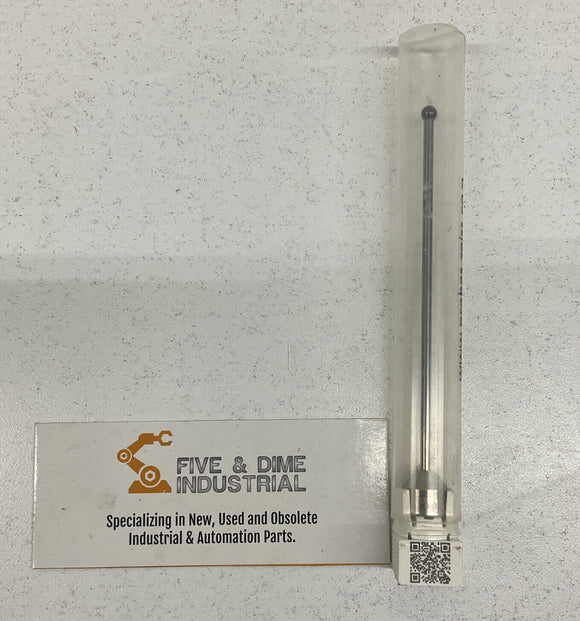 FIVE & DIME
INDUSTRIAL
Specializing in New, Used and Obsolete
Industrial & Automation Parts.